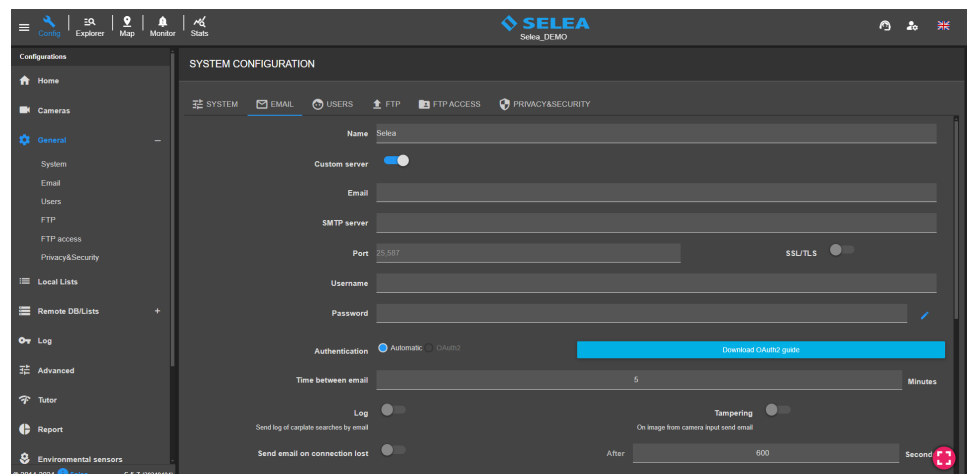 Config
Explorer
Map
Monitor
Stats
SELEA
Selea_DEMO
Configurations
Home
Cameras
General
System
Email
Users
FTP
FTP access
Privacy&Security
Local Lists
Remote DB/Lists
Log
Advanced
Tutor
Report
Environmental sensors
SYSTEM CONFIGURATION
SYSTEM EMAIL USERS FTP FTP ACCESS PRIVACY&SECURITY
Name Selea
Custom server
Email
SMTP server
Port 25,587 SSL/TLS
Username
Password
Authentication Automatic OAuth2 Download OAuth2 guide
Time between email 5 Minutes
Log Tampering
Send log of carplate searches by email On image from camera input send email
Send email on connection lost After 600